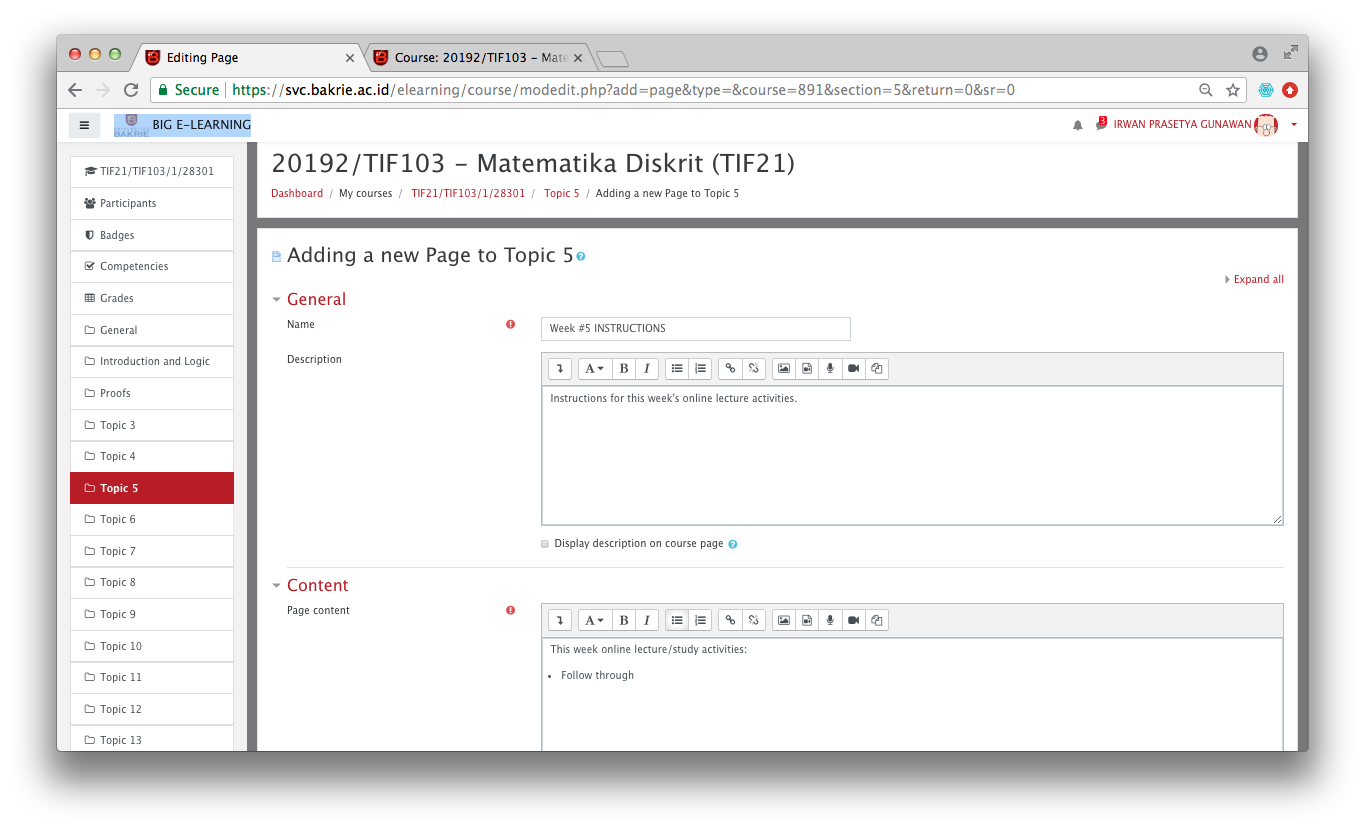 Editing Page
Course: 20192/TIF103 – Mate
Secure
https://svc.bakrie.ac.id/elearning/course/modedit.php?add=page&type=&course=891&section=5&return=0&sr=0
BAKRIE BIG E-LEARNING
3 IRWAN PRASETYA GUNAWAN
TIF21/TIF103/1/28301
Participants
Badges
Competencies
Grades
General
Introduction and Logic
Proofs
Topic 3
Topic 4
Topic 5
Topic 6
Topic 7
Topic 8
Topic 9
Topic 10
Topic 11
Topic 12
Topic 13
20192/TIF103 – Matematika Diskrit (TIF21)
Dashboard / My courses / TIF21/TIF103/1/28301 / Topic 5 / Adding a new Page to Topic 5
Adding a new Page to Topic 5
Expand all
General
Name
Week #5 INSTRUCTIONS
Description
A B I
Instructions for this week's online lecture activities.
Display description on course page
Content
Page content
A B I
This week online lecture/study activities:
• Follow through